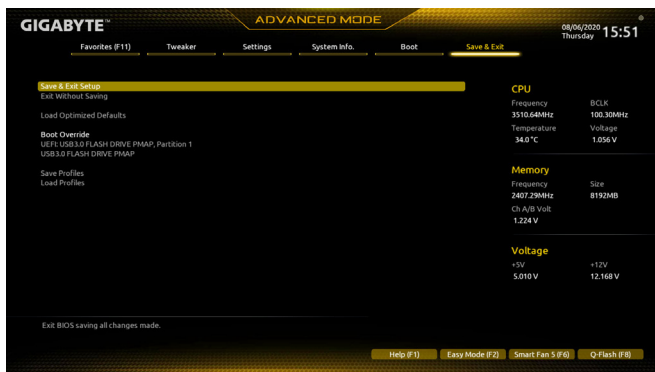 GIGABYTE™
ADVANCED MODE
08/06/2020 15:51
Thursday
Favorites (F11) Tweaker Settings System Info. Boot Save & Exit
Save & Exit Setup
Exit Without Saving
Load Optimized Defaults
Boot Override
UEFI: USB3.0 FLASH DRIVE PMAP, Partition 1
USB3.0 FLASH DRIVE PMAP
Save Profiles
Load Profiles
CPU
Frequency BCLK
3510.64MHz 100.30MHz
Temperature Voltage
34.0 °C 1.056 V
Memory
Frequency Size
2407.29MHz 8192MB
Ch A/B Volt
1.224 V
Voltage
+5V +12V
5.010 V 12.168 V
Exit BIOS saving all changes made.
Help (F1) Easy Mode (F2) Smart Fan 5 (F6) Q-Flash (F8)